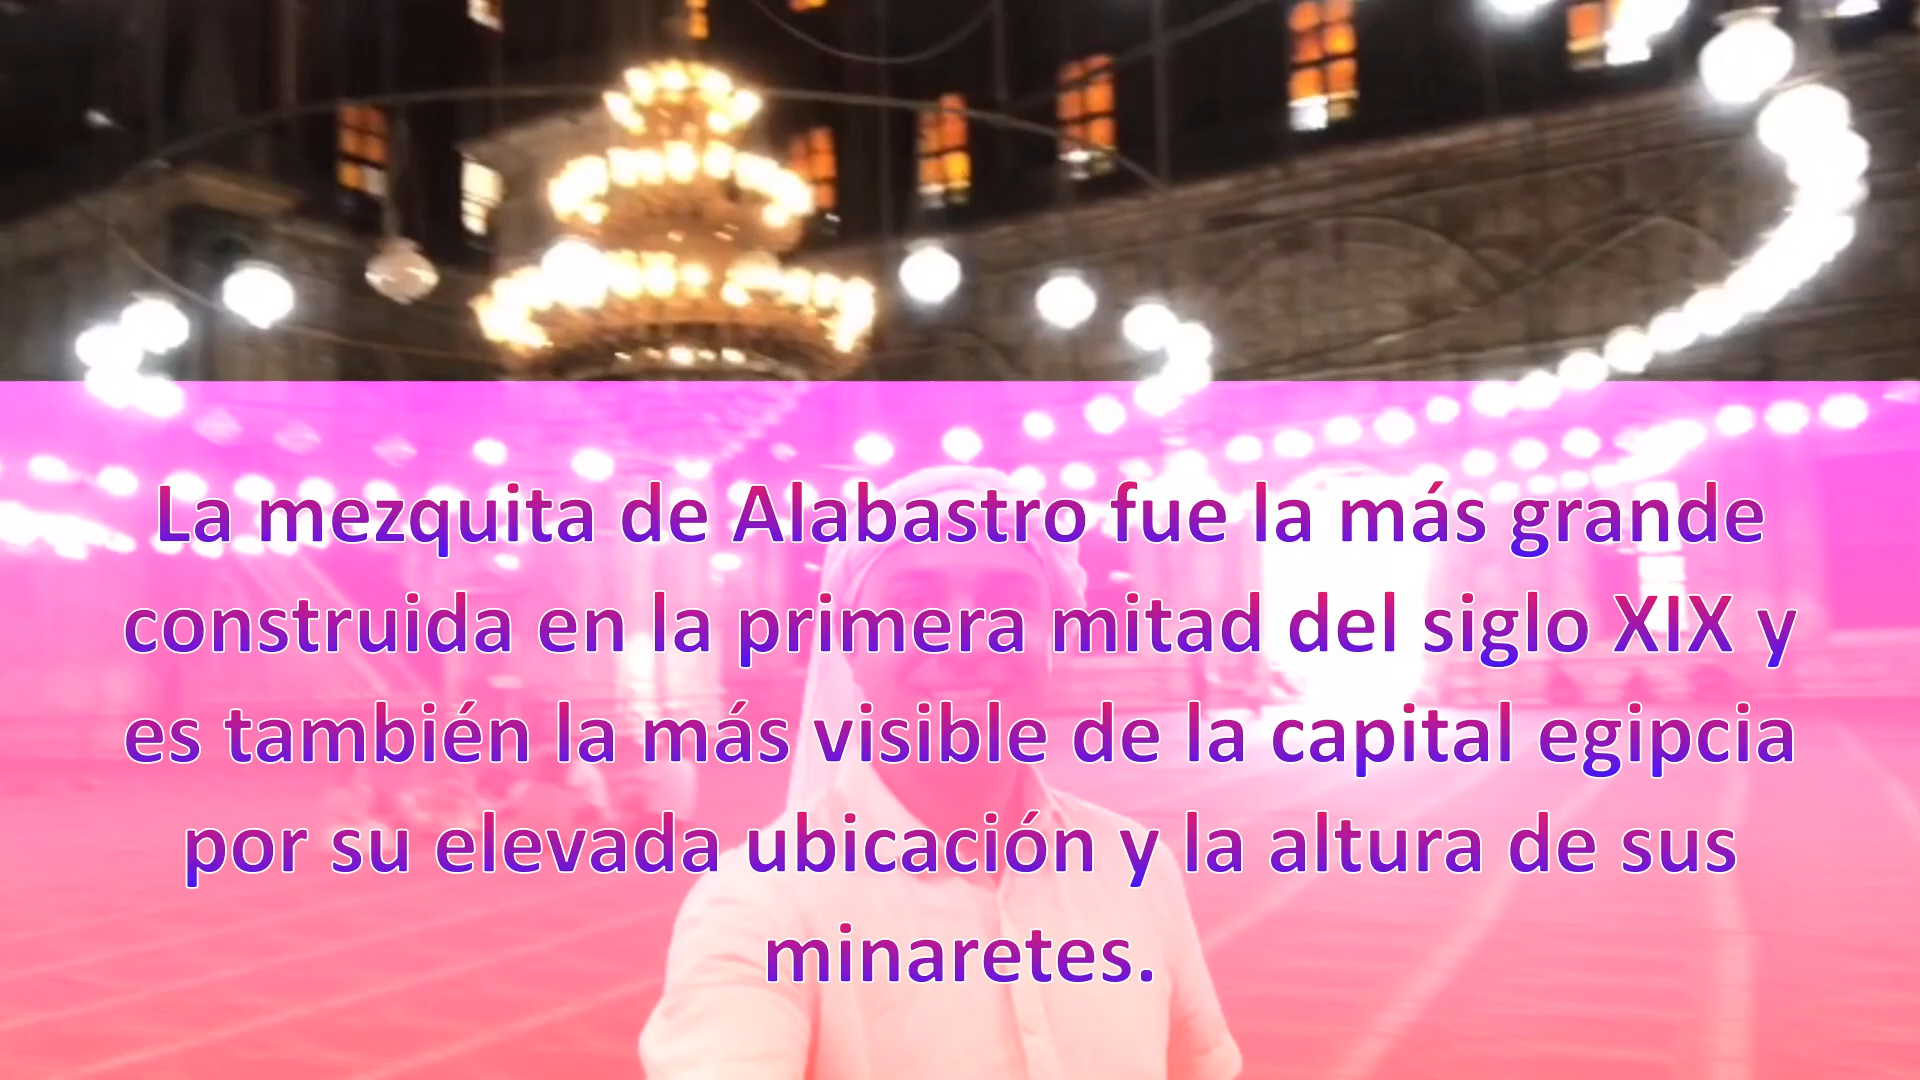 La mezquita de Alabastro fue la más grande
construida en la primera mitad del siglo XIX y
es también la más visible de la capital egipcia
por su elevada ubicación y la altura de sus
minaretes.